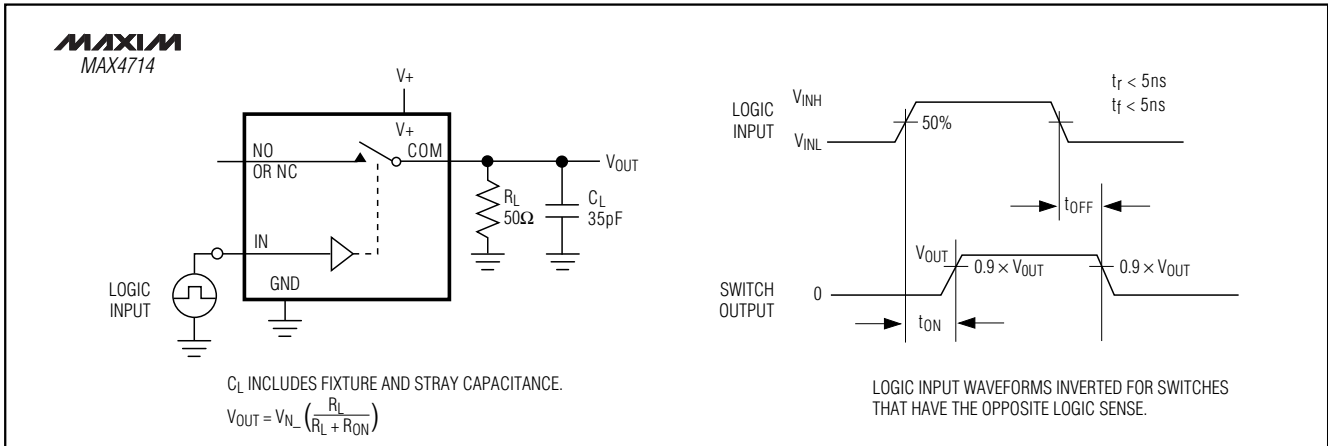 MAXIM
MAX4714
V+
V+
NO
OR NC
COM
VOUT
RL
50Ω
CL
35pF
IN
GND
LOGIC
INPUT
CL INCLUDES FIXTURE AND STRAY CAPACITANCE.
VOUT = VN_ (RL / RL + RON)
LOGIC
INPUT
VINH
VINL
50%
tr < 5ns
tf < 5ns
tOFF
VOUT
0.9 × VOUT
0.9 × VOUT
SWITCH
OUTPUT
0
tON
LOGIC INPUT WAVEFORMS INVERTED FOR SWITCHES
THAT HAVE THE OPPOSITE LOGIC SENSE.